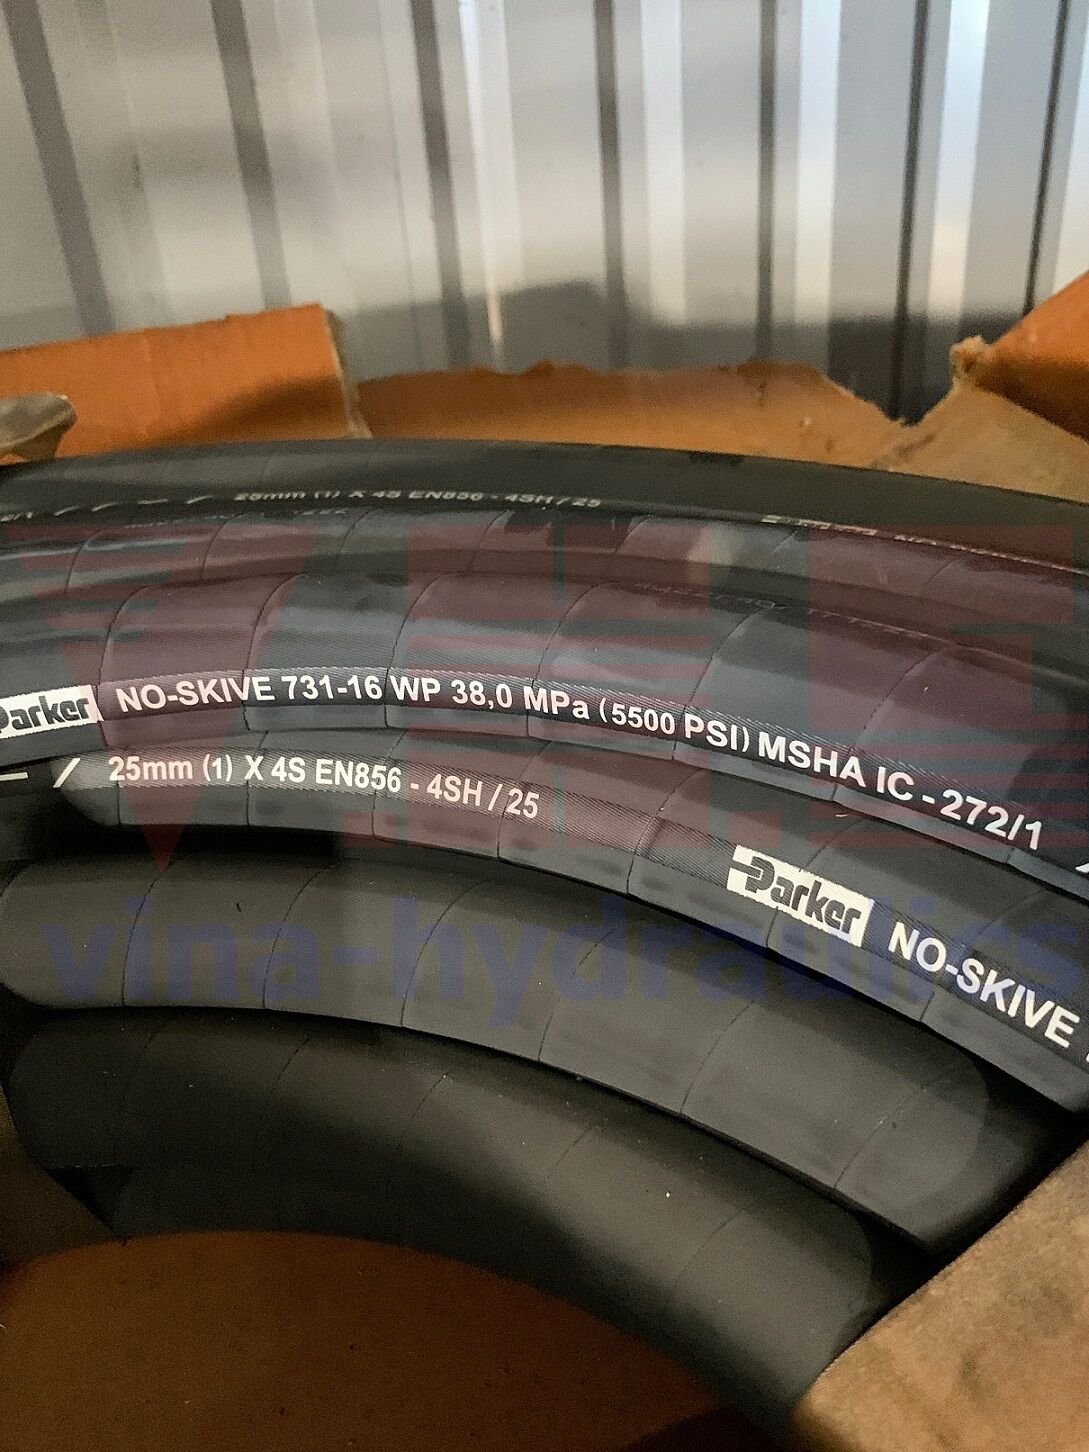 25mm (1) X 4S EN856 - 4SH / 25
Parker NO-SKIVE 731-16 WP 38,0 MPa (5500 PSI) MSHA IC - 272/1
25mm (1) X 4S EN856 - 4SH / 25
Parker NO-SKIVE
VHE
vina-hydraulics